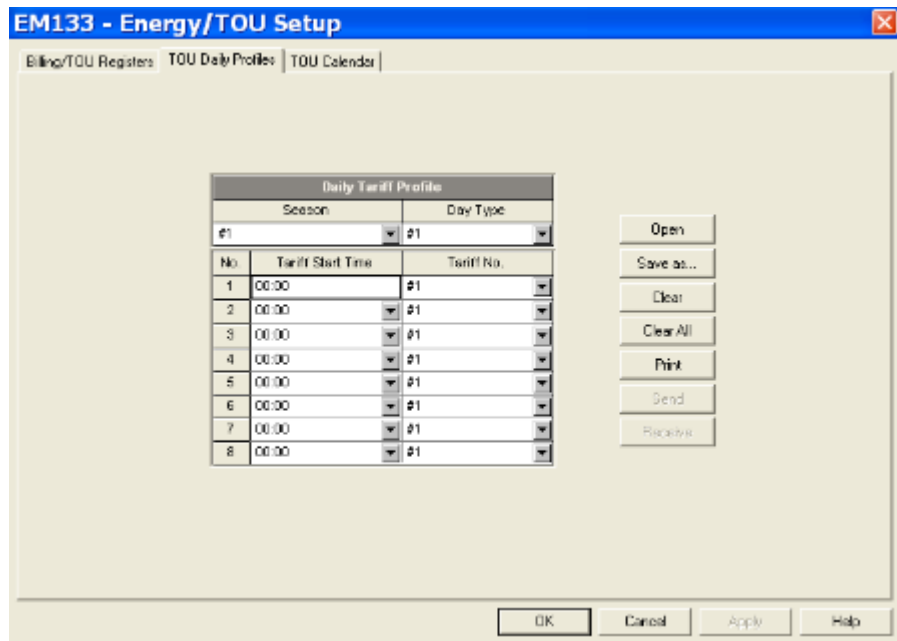 EM133 - Energy/TOU Setup
Billing/TOU Registers TOU Daily Profiles TOU Calendar
Daily Tariff Profile
Season Day Type
#1 #1
No. Tariff Start Time Tariff No.
1 00:00 #1
2 00:00 #1
3 00:00 #1
4 00:00 #1
5 00:00 #1
6 00:00 #1
7 00:00 #1
8 00:00 #1
Open
Save as...
Clear
Clear All
Print
Send
Receive
OK Cancel Apply Help